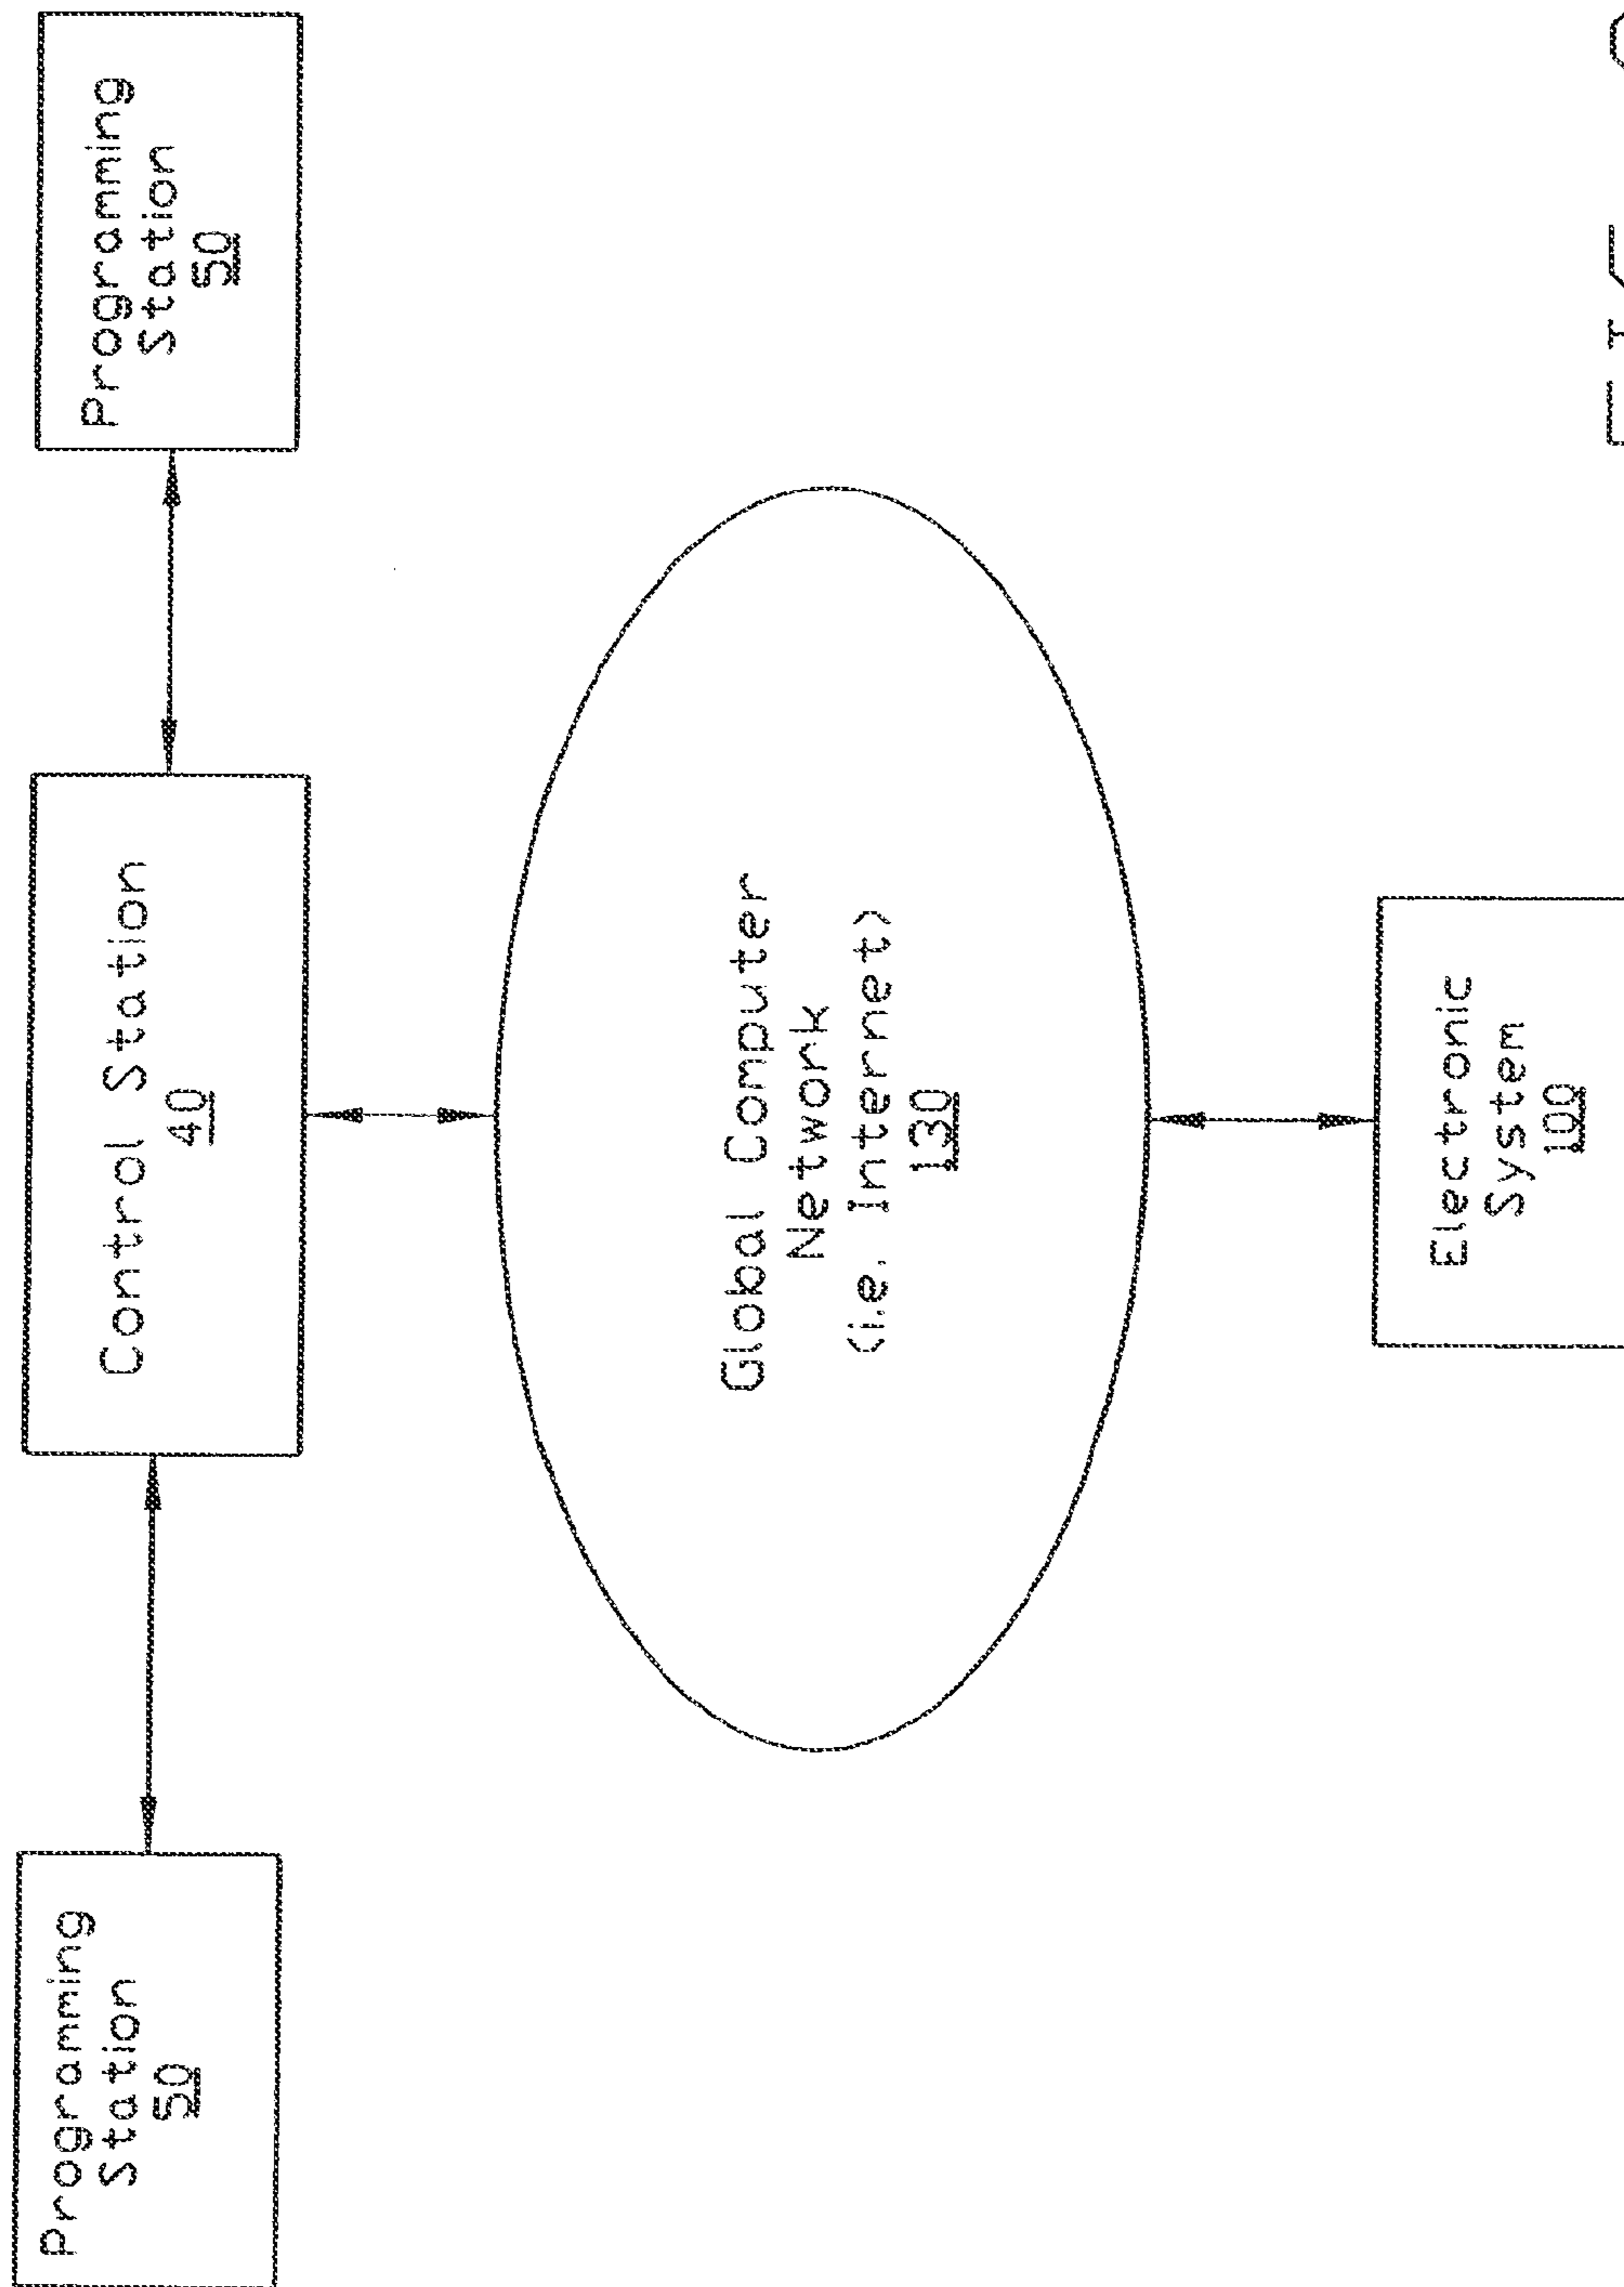 Programming
Station
50
Control Station
40
Programming
Station
50
Global Computer
Network
(i.e. Internet)
130
Electronic
System
100